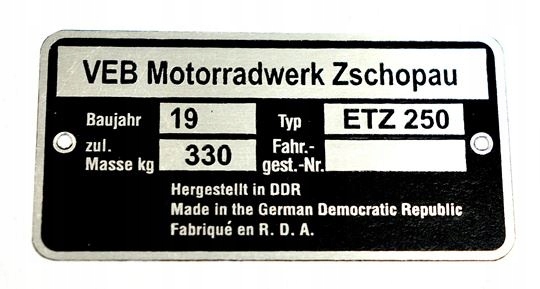 VEB Motorradwerk Zschopau
Baujahr 19 Typ ETZ 250
zul. Masse kg 330 Fahr.-gest.-Nr.
Hergestellt in DDR
Made in the German Democratic Republic
Fabriqué en R. D. A.